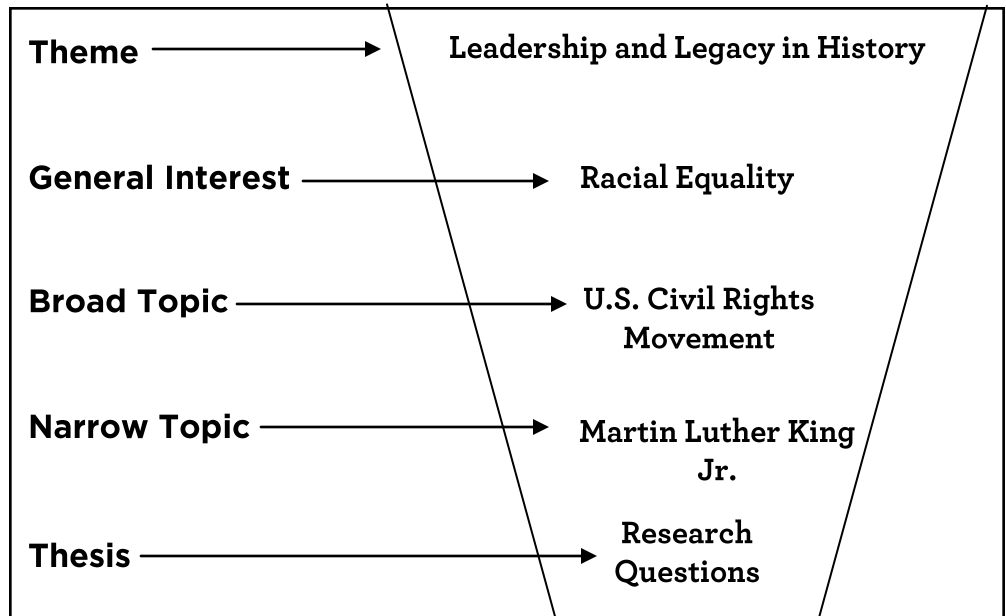 Theme
Leadership and Legacy in History
General Interest
Racial Equality
Broad Topic
U.S. Civil Rights
Movement
Narrow Topic
Martin Luther King
Jr.
Thesis
Research
Questions